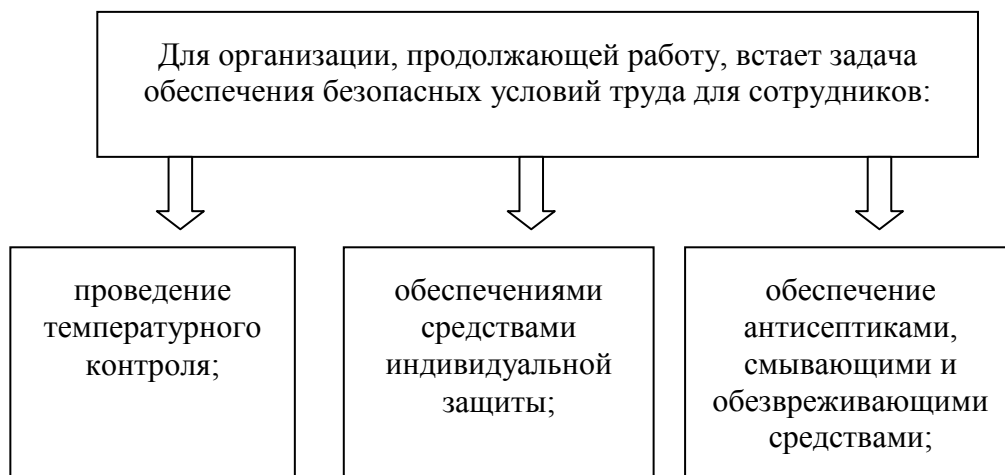 Для организации, продолжающей работу, встает задача
обеспечения безопасных условий труда для сотрудников:
проведение
температурного
контроля;
обеспечениями
средствами
индивидуальной
защиты;
обеспечение
антисептиками,
смывающими и
обезвреживающими
средствами;